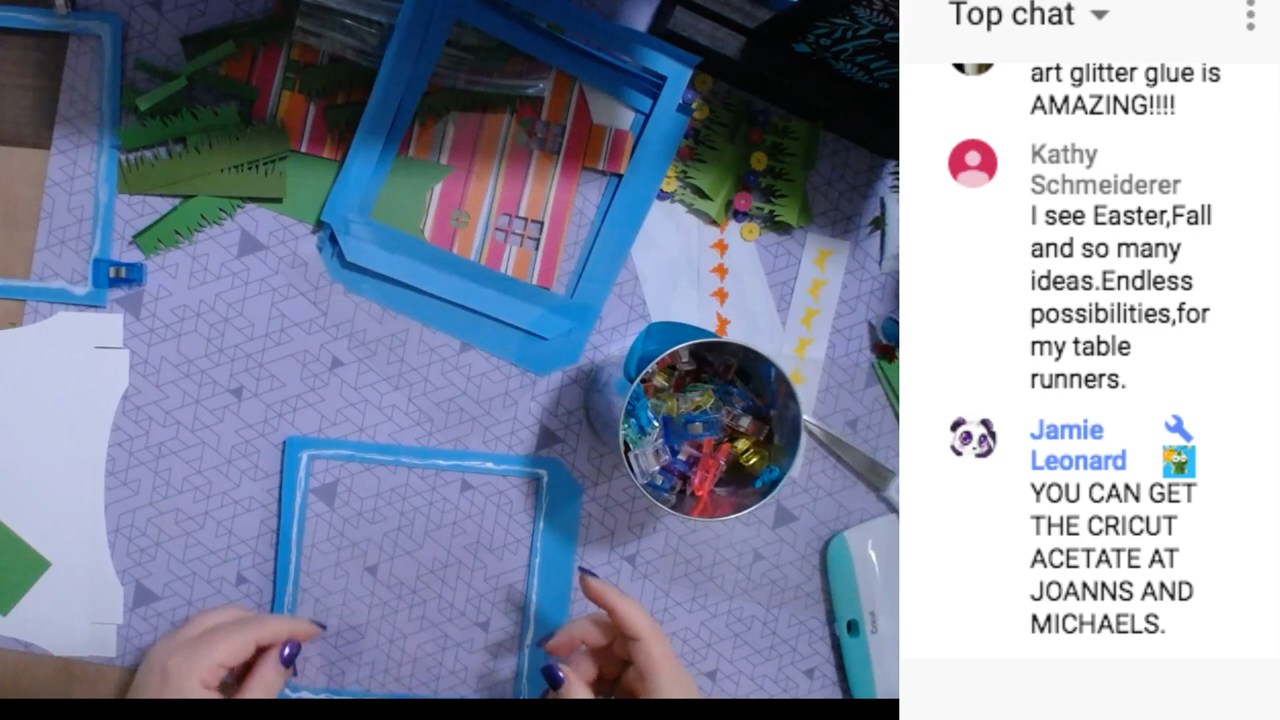 Top chat
art glitter glue is
AMAZING!!!!
Kathy
Schmeiderer
I see Easter,Fall
and so many
ideas.Endless
possibilities,for
my table
runners.
Jamie
Leonard
YOU CAN GET
THE CRICUT
ACETATE AT
JOANNS AND
MICHAELS.